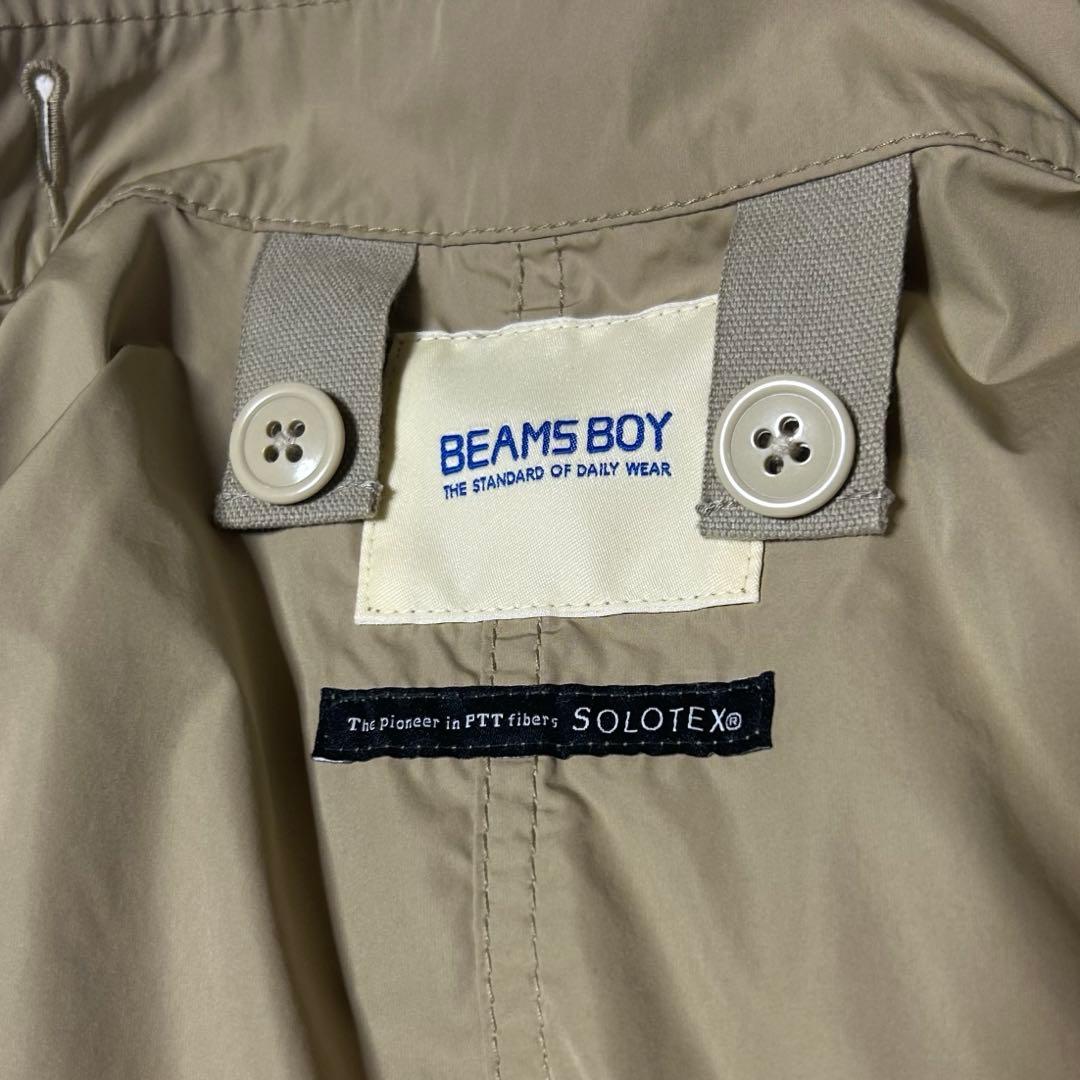 BEAMS BOY
THE STANDARD OF DAILY WEAR
The pioneer in PTT fibers SOLOTEX®